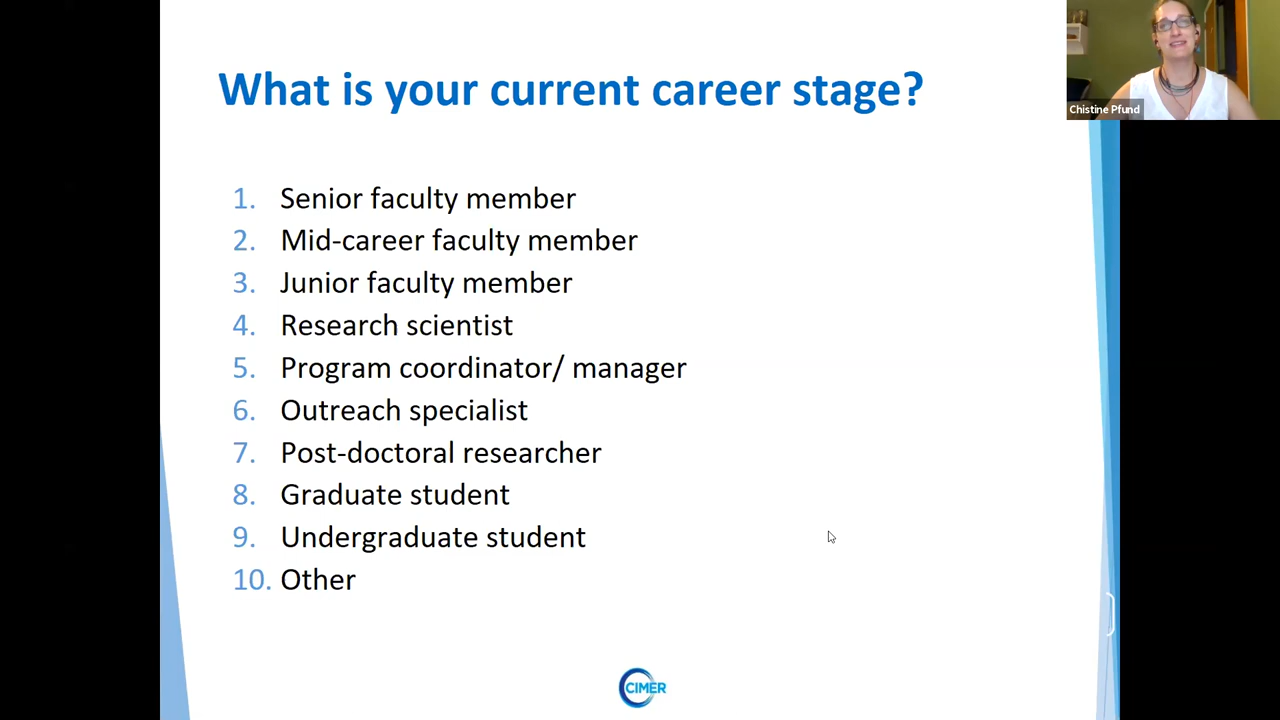 What is your current career stage?
Chistine Pfund
1. Senior faculty member
2. Mid-career faculty member
3. Junior faculty member
4. Research scientist
5. Program coordinator/ manager
6. Outreach specialist
7. Post-doctoral researcher
8. Graduate student
9. Undergraduate student
10. Other
CIMER